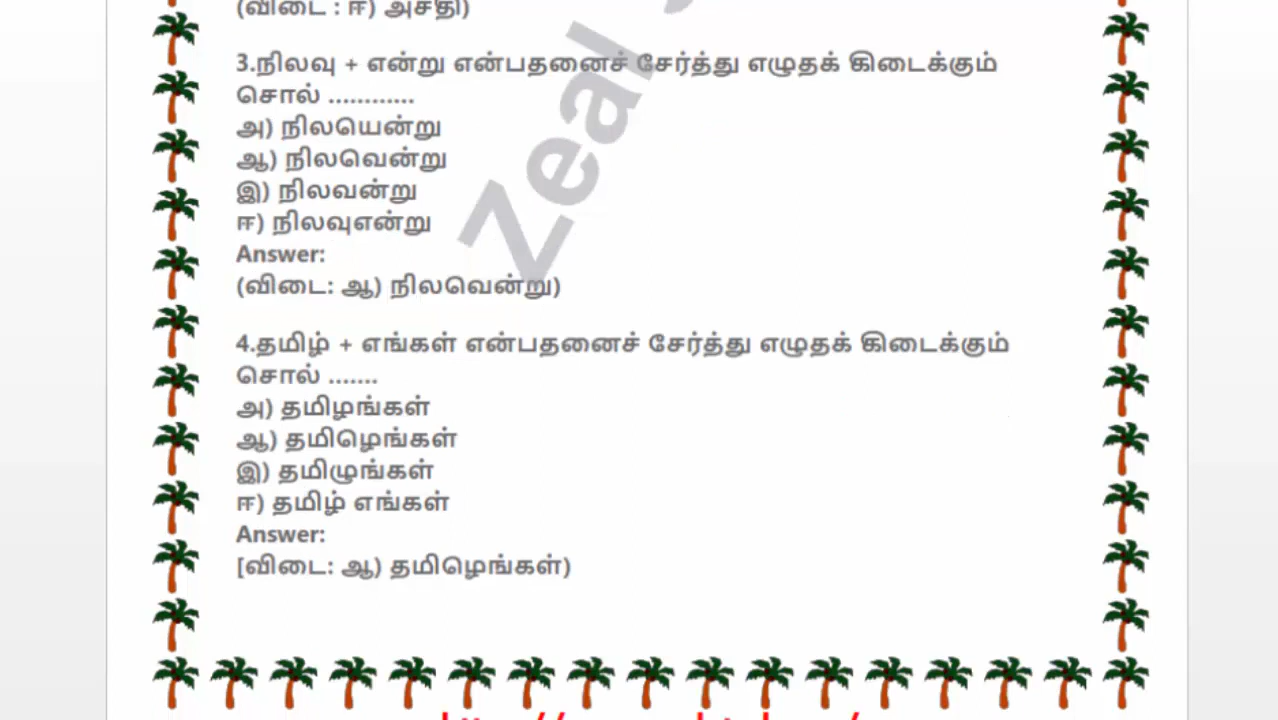 (விடை : ஈ) அசதி)
3.நிலவு + என்று என்பதனைச் சேர்த்து எழுதக் கிடைக்கும்
சொல் ............
அ) நிலயென்று
ஆ) நிலவென்று
இ) நிலவன்று
ஈ) நிலவுஎன்று
Answer:
(விடை: ஆ) நிலவென்று)
4.தமிழ் + எங்கள் என்பதனைச் சேர்த்து எழுதக் கிடைக்கும்
சொல் .......
அ) தமிழங்கள்
ஆ) தமிழெங்கள்
இ) தமிழுங்கள்
ஈ) தமிழ் எங்கள்
Answer:
[விடை: ஆ) தமிழெங்கள்)
Zeal